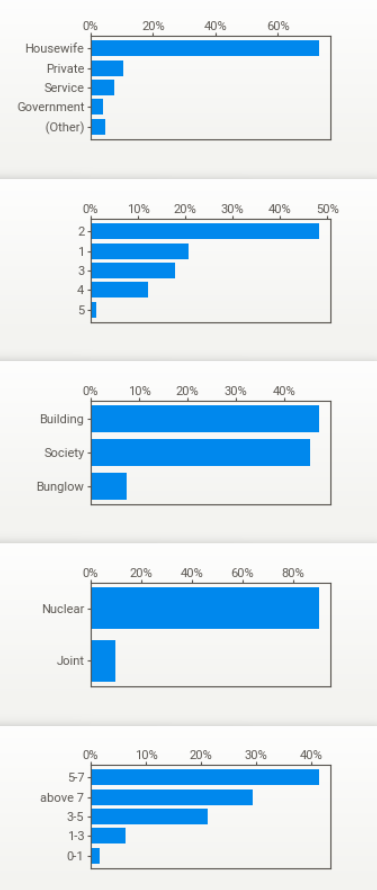 0% 20% 40% 60%
Housewife
Private
Service
Government
(Other)
0% 10% 20% 30% 40% 50%
2
1
3
4
5
0% 10% 20% 30% 40%
Building
Society
Bunglow
0% 20% 40% 60% 80%
Nuclear
Joint
0% 10% 20% 30% 40%
5-7
above 7
3-5
1-3
0-1